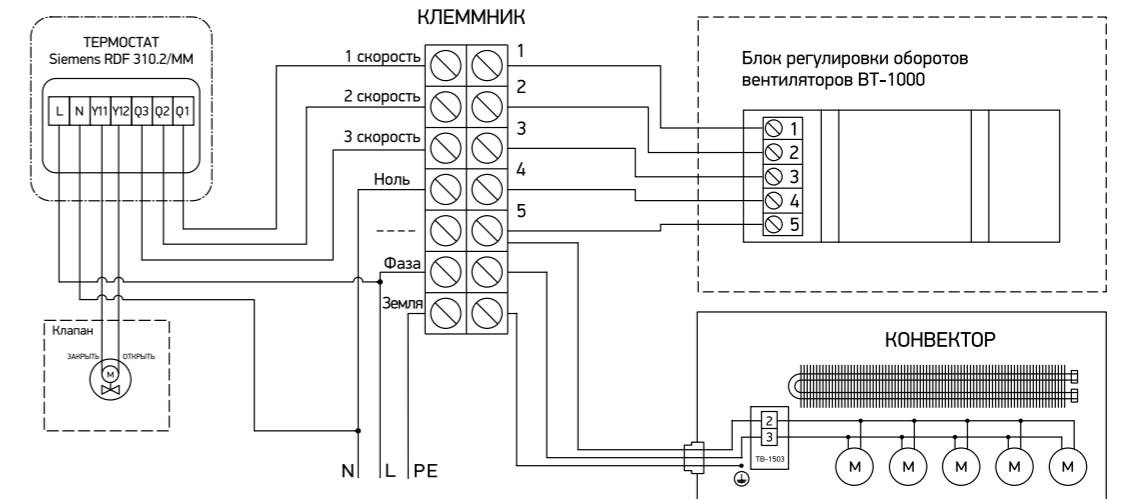 КЛЕММНИК
ТЕРМОСТАТ
Siemens RDF 310.2/MM
L N Y11 Y12 Q3 Q2 Q1
1 скорость
2 скорость
3 скорость
Ноль
----
Фаза
Земля
1
2
3
4
5
Блок регулировки оборотов
вентиляторов ВТ-1000
1
2
3
4
5
Клапан
ЗАКРЫТЬ
ОТКРЫТЬ
M
N L PE
КОНВЕКТОР
2
3
TB-1503
M M M M M